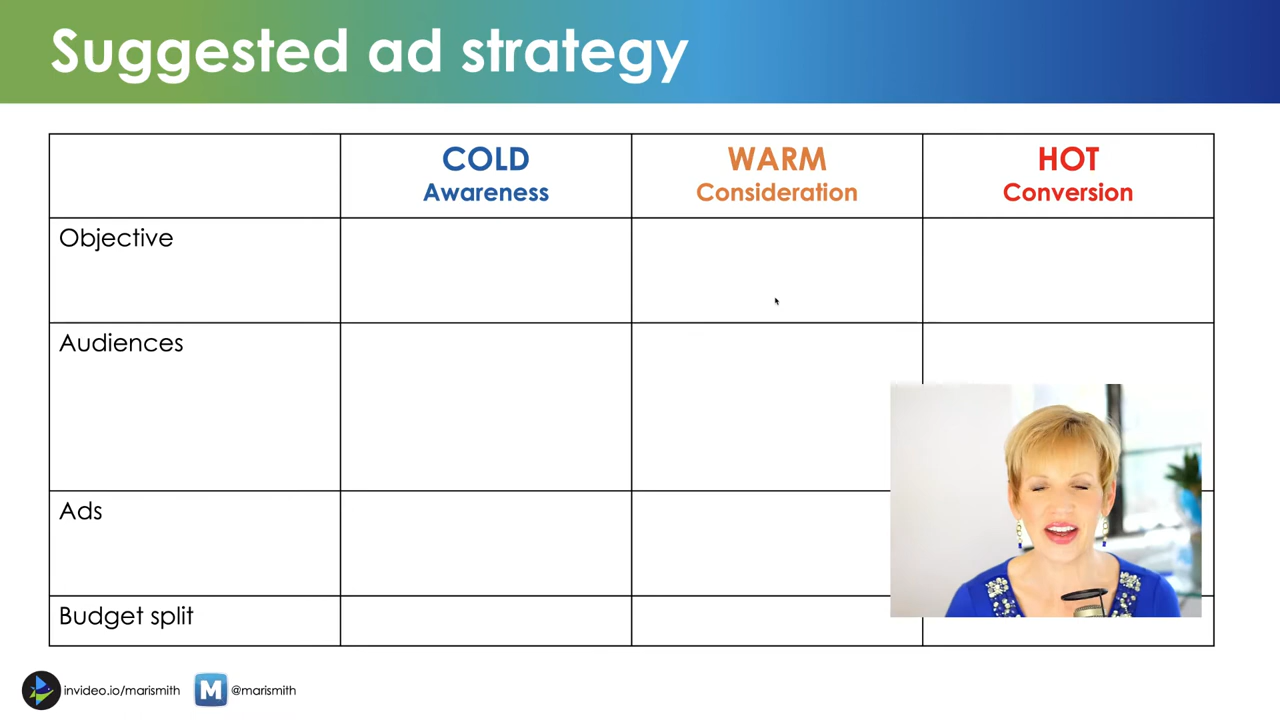 Suggested ad strategy
COLD
Awareness
WARM
Consideration
HOT
Conversion
Objective
Audiences
Ads
Budget split
invideo.io/marismith
M
@marismith